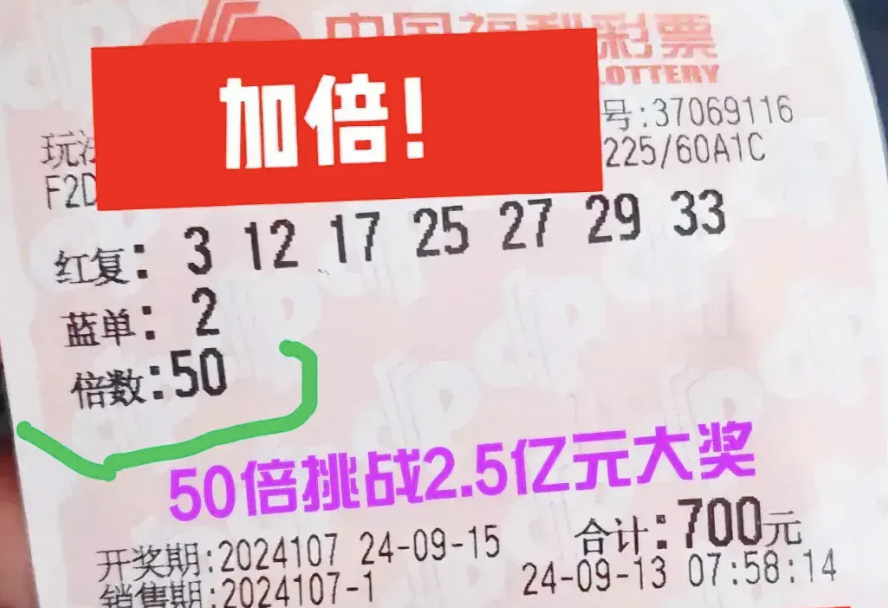 中国福利彩票
LOTTERY
加倍!
号:37069116
玩法
225/60A1C
F2D
红复: 3 12 17 25 27 29 33
蓝单: 2
倍数:50
50倍挑战2.5亿元大奖
开奖期:2024107 24-09-15 合计:700元
销售期:2024107-1 24-09-13 07:58:14